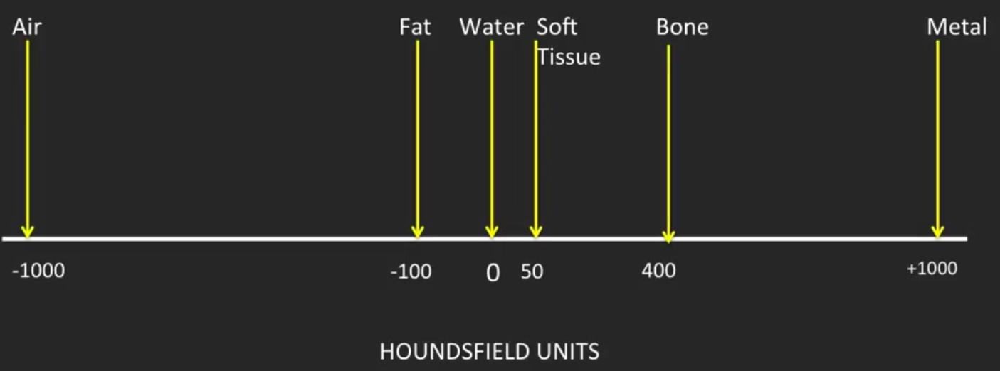 Air Fat Water Soft Bone Metal
Tissue
-1000 -100 0 50 400 +1000
HOUNDSFIELD UNITS